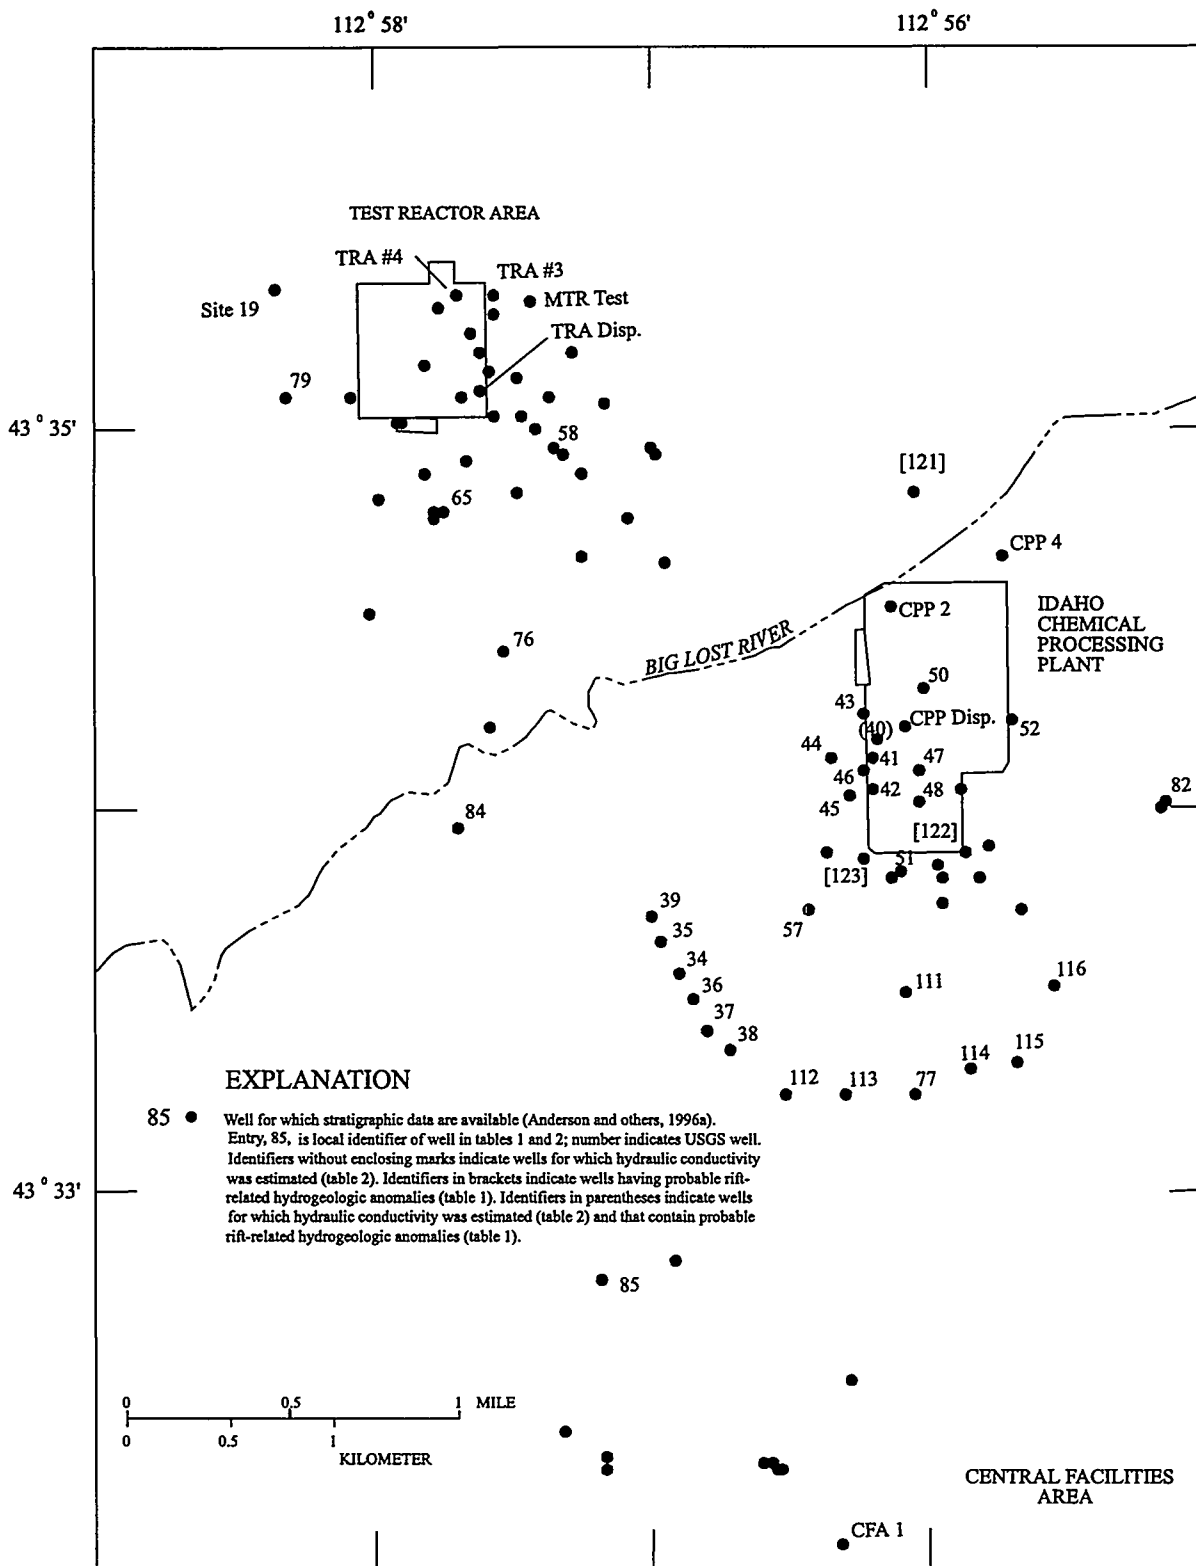 112° 58'
112° 56'
TEST REACTOR AREA
TRA #4
TRA #3
Site 19
MTR Test
TRA Disp.
79
43° 35'
58
[121]
65
CPP 4
CPP 2
IDAHO
CHEMICAL
PROCESSING
PLANT
76
BIG LOST RIVER
50
43
CPP Disp.
52
(40)
44
41
46
47
42
48
45
82
84
[122]
51
[123]
39
57
35
34
116
36
111
37
38
115
114
112
113
77
EXPLANATION
85
Well for which stratigraphic data are available (Anderson and others, 1996a).
Entry, 85, is local identifier of well in tables 1 and 2; number indicates USGS well.
Identifiers without enclosing marks indicate wells for which hydraulic conductivity
was estimated (table 2). Identifiers in brackets indicate wells having probable rift-
related hydrogeologic anomalies (table 1). Identifiers in parentheses indicate wells
for which hydraulic conductivity was estimated (table 2) and that contain probable
rift-related hydrogeologic anomalies (table 1).
43° 33'
85
0 0.5 1 MILE
0 0.5 1
KILOMETER
CENTRAL FACILITIES
AREA
CFA 1